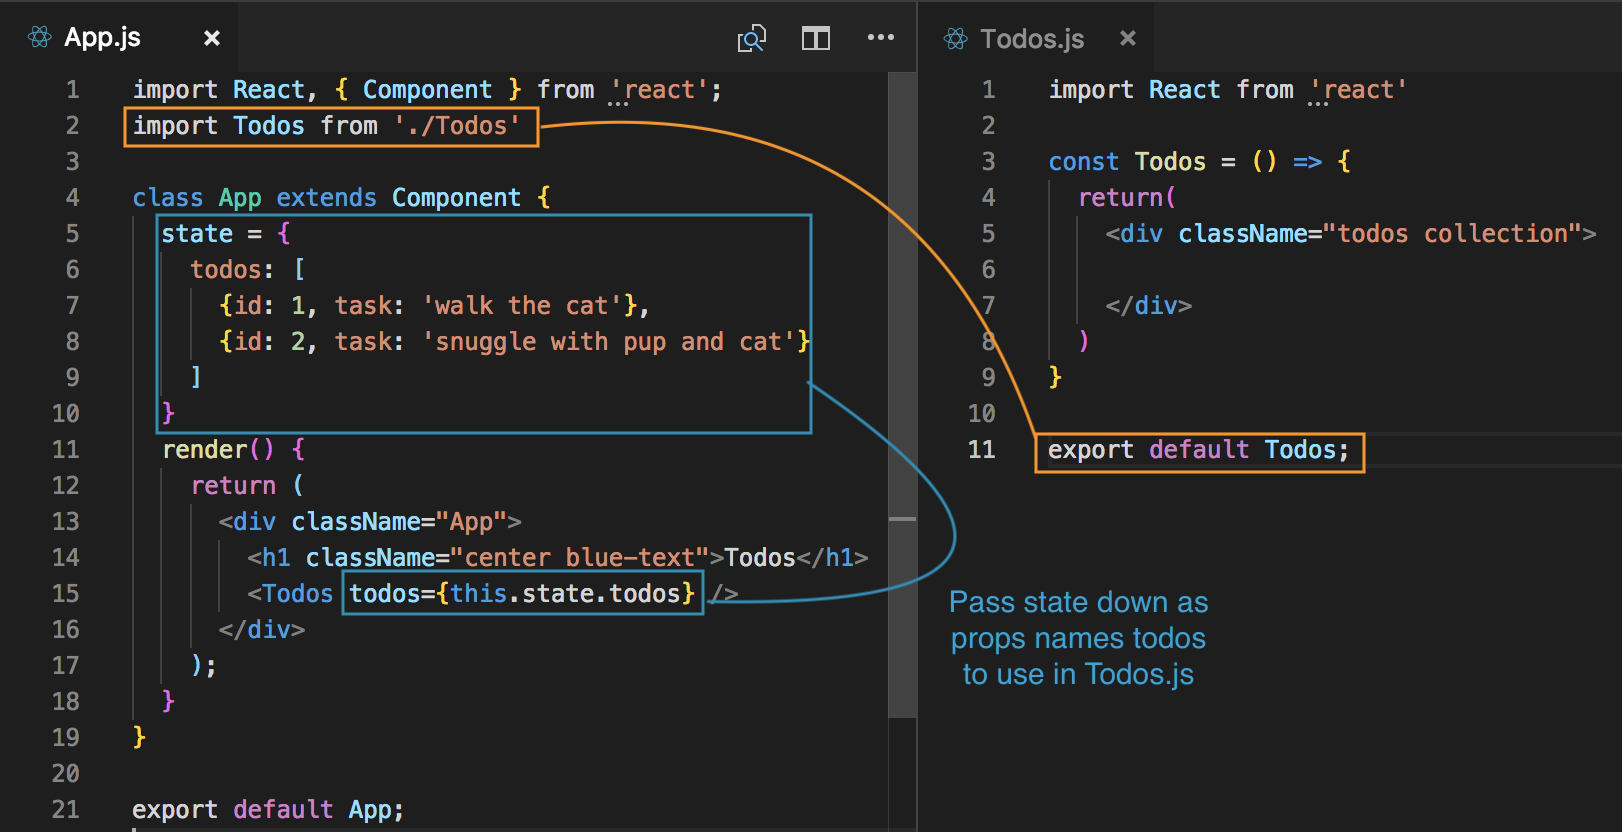 App.js
1 import React, { Component } from 'react';
2 import Todos from './Todos'
3
4 class App extends Component {
5 state = {
6 todos: [
7 {id: 1, task: 'walk the cat'},
8 {id: 2, task: 'snuggle with pup and cat'}
9 ]
10 }
11 render() {
12 return (
13 <div className="App">
14 <h1 className="center blue-text">Todos</h1>
15 <Todos todos={this.state.todos} />
16 </div>
17 );
18 }
19 }
20
21 export default App;
Todos.js
1 import React from 'react'
2
3 const Todos = () => {
4 return(
5 <div className="todos collection">
6
7 </div>
8 )
9 }
10
11 export default Todos;
Pass state down as
props names todos
to use in Todos.js